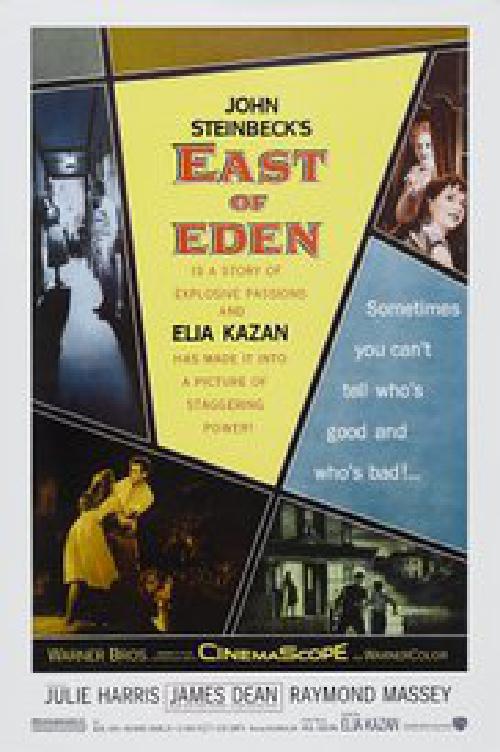 JOHN
STEINBECK'S
EAST
OF
EDEN
IS A STORY OF
EXPLOSIVE PASSIONS
AND
ELIA KAZAN
HAS MADE IT INTO
A PICTURE OF
STAGGERING
POWER!
Sometimes
you can't
tell who's
good and
who's bad!...
WARNER BROS. CINEMASCOPE WARNERCOLOR
JULIE HARRIS JAMES DEAN RAYMOND MASSEY
ELIA KAZAN